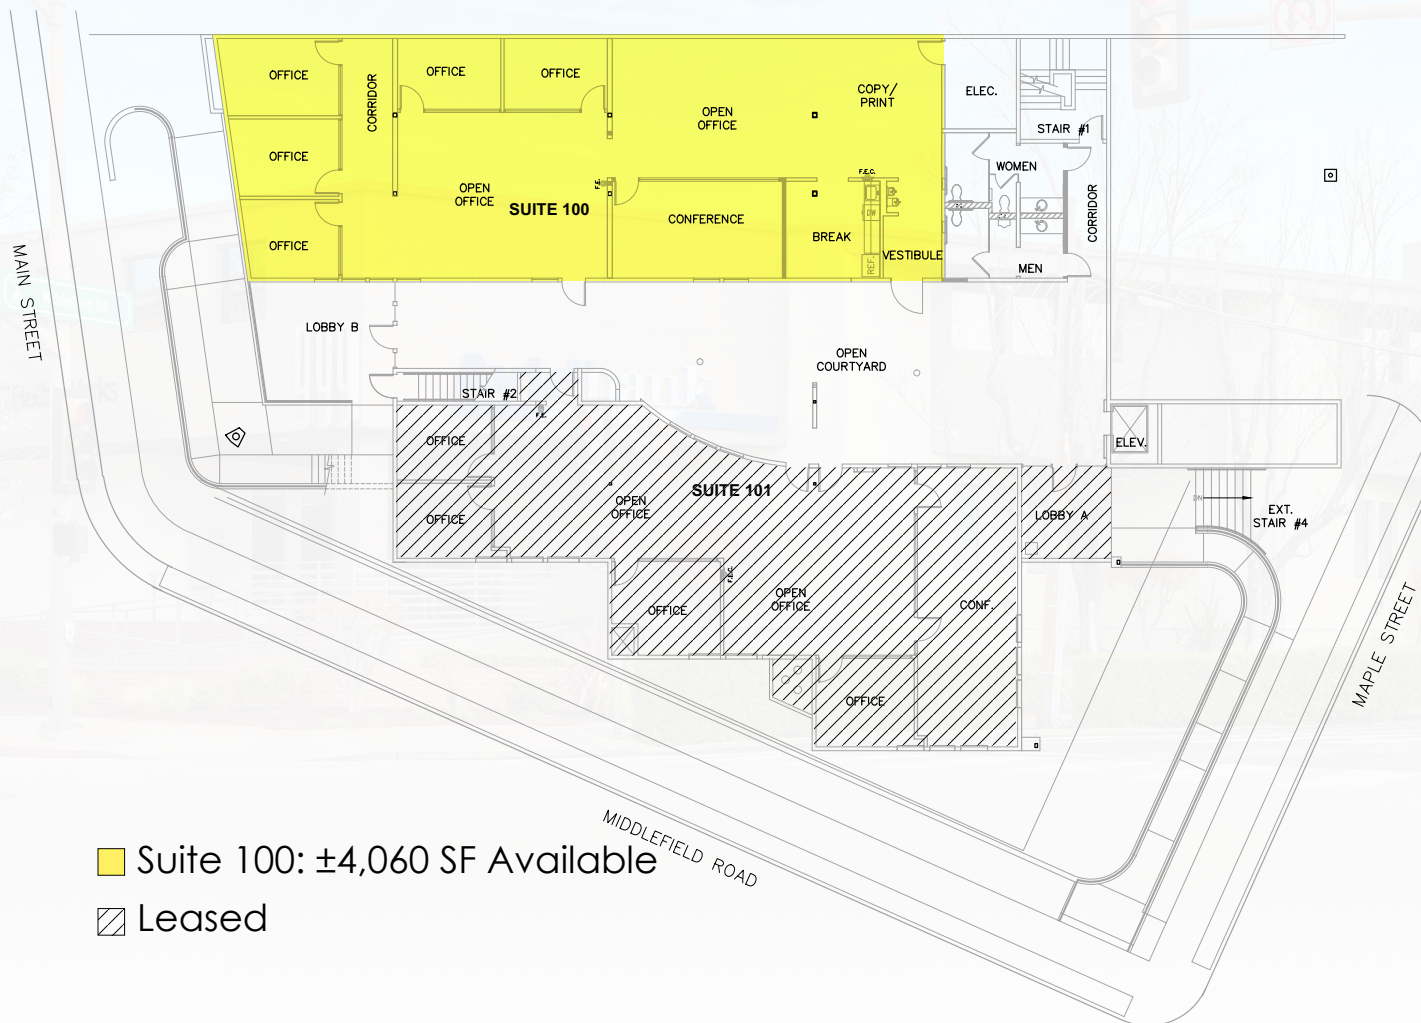 OFFICE
OFFICE
OFFICE
CORRIDOR
OFFICE
OFFICE
OPEN
OFFICE
SUITE 100
OPEN
OFFICE
COPY/
PRINT
F.E.
CONFERENCE
F.E.C.
DW
REF.
BREAK
VESTIBULE
ELEC.
STAIR #1
WOMEN
MEN
CORRIDOR
MAIN STREET
LOBBY B
OPEN
COURTYARD
STAIR #2
F.E.
OFFICE
OFFICE
OPEN
OFFICE
SUITE 101
OFFICE
F.E.C.
OPEN
OFFICE
CONF.
OFFICE
LOBBY A
ELEV.
DN
EXT.
STAIR #4
MAPLE STREET
MIDDLEFIELD ROAD
Suite 100: ±4,060 SF Available
Leased